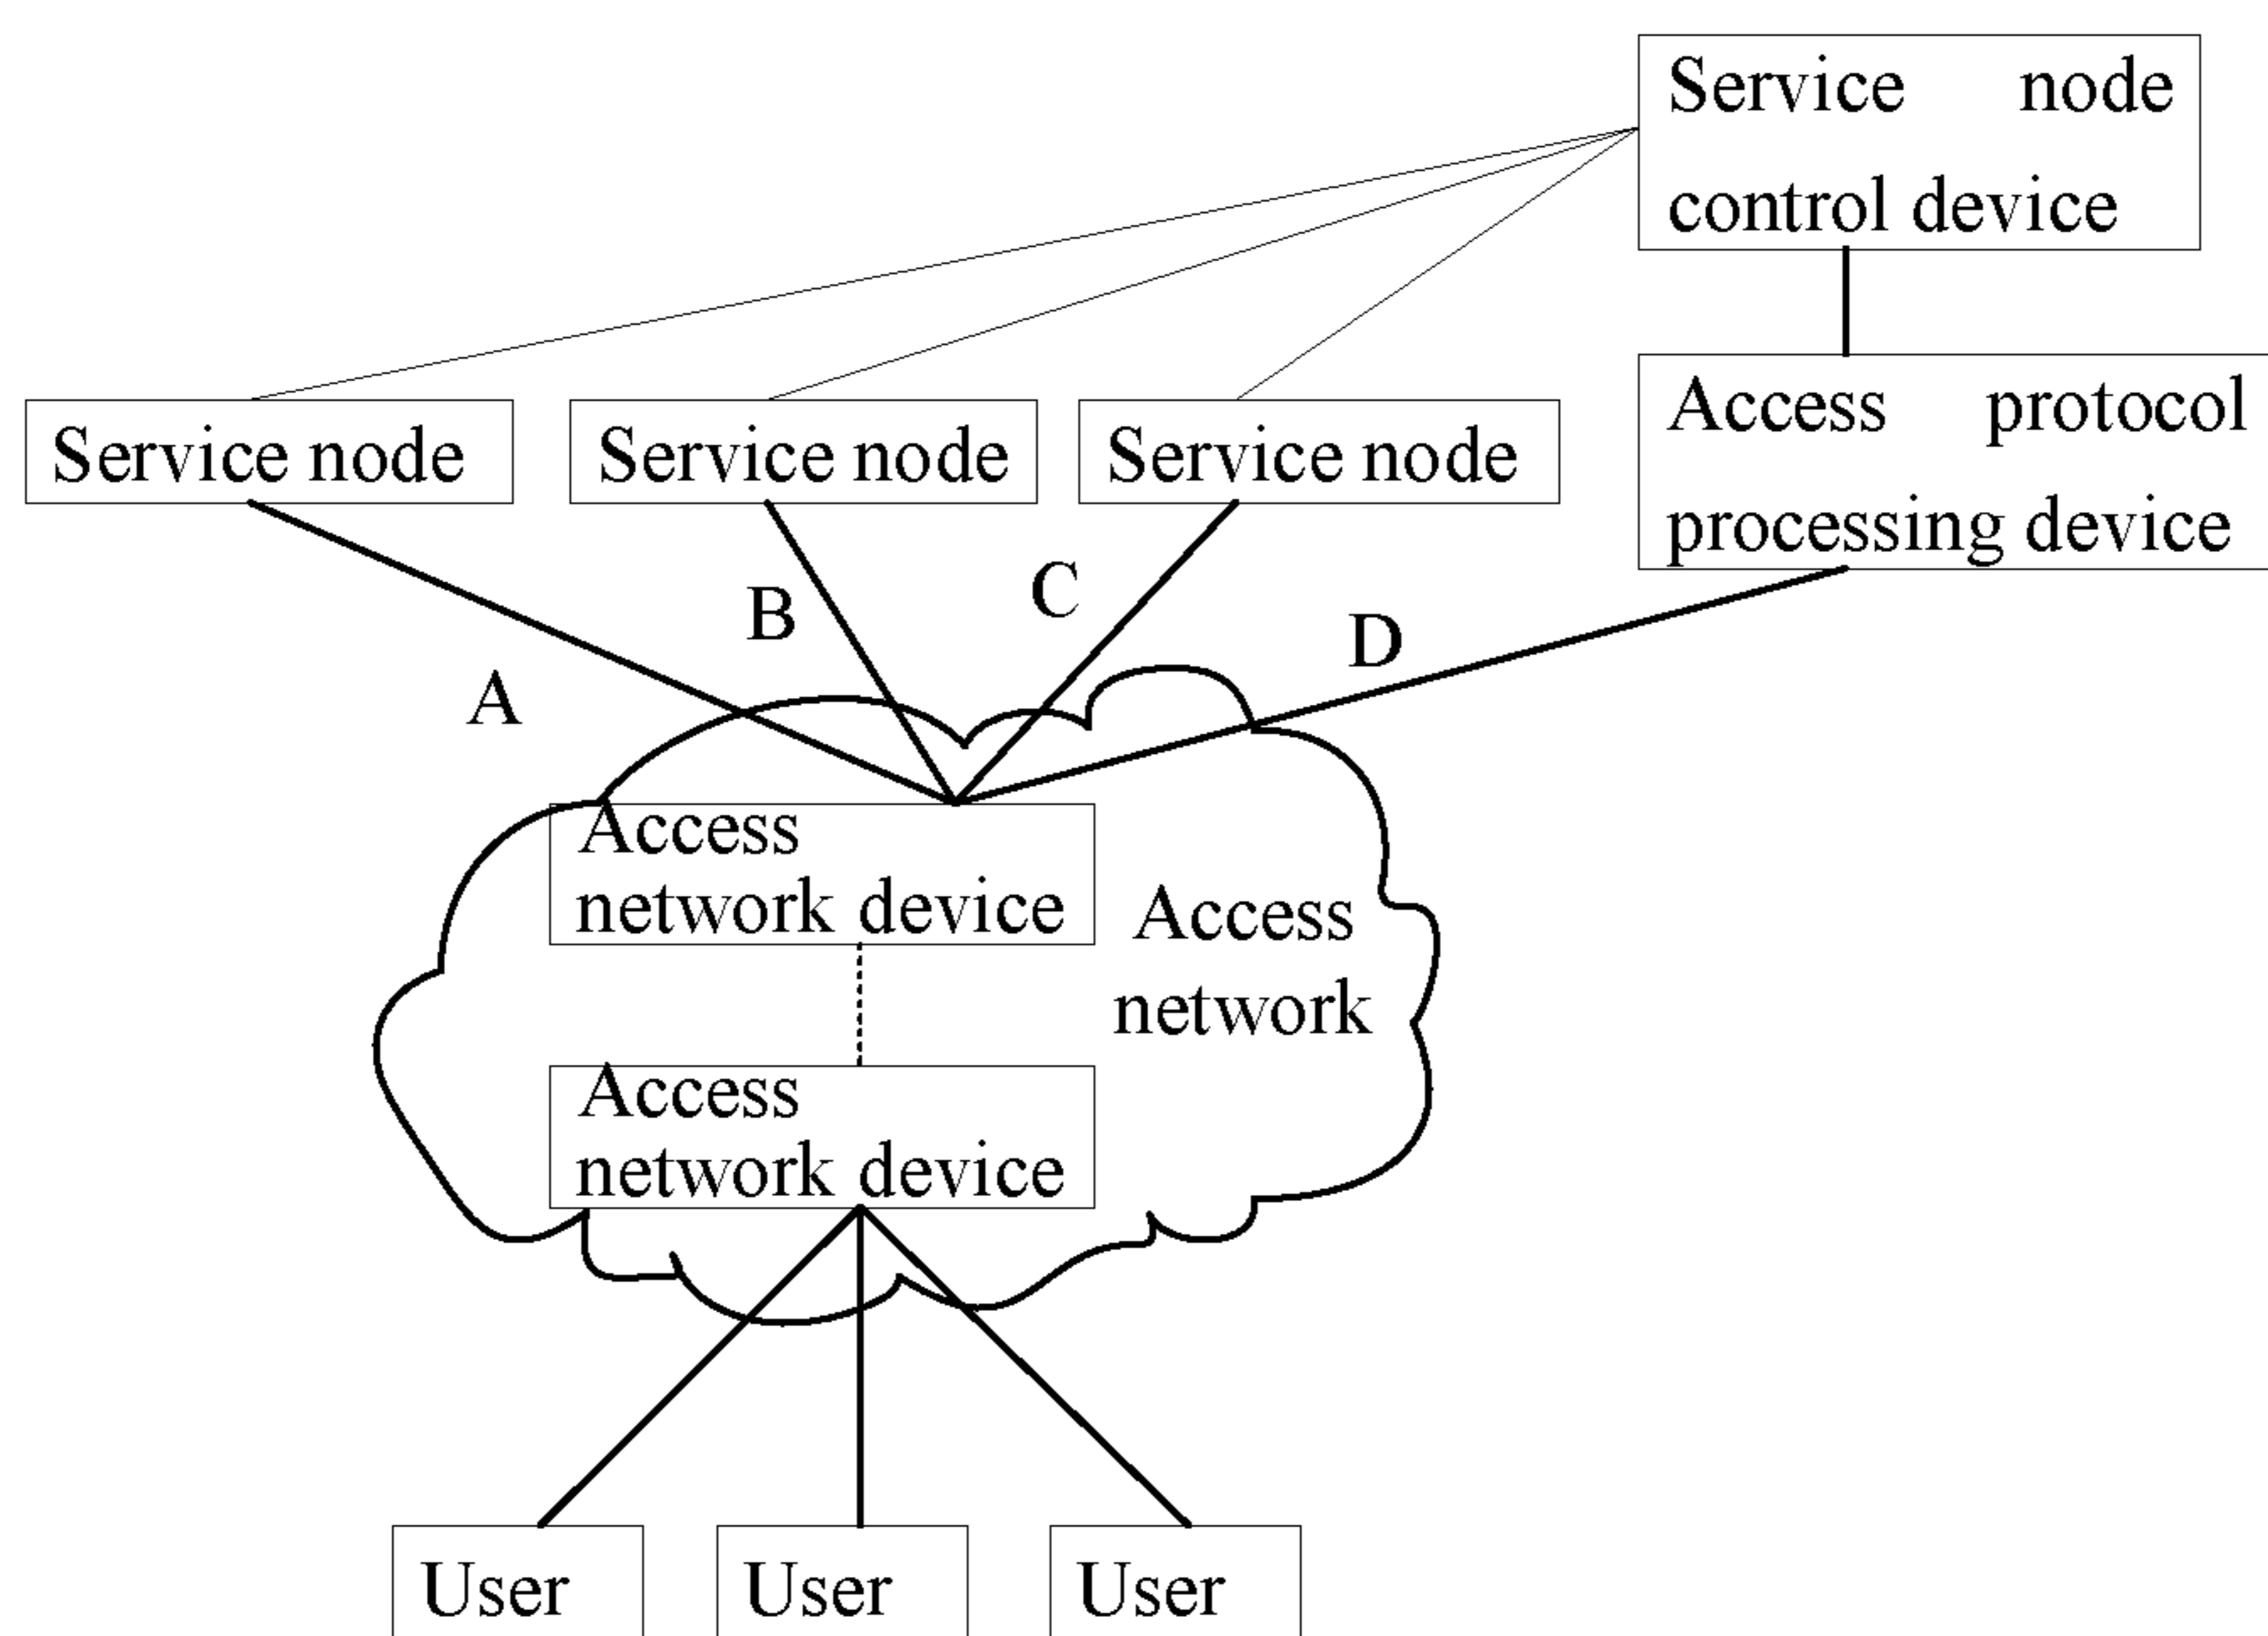 Service node
control device
Service node
Service node
Service node
Access protocol
processing device
B
C
D
A
Access
network device
Access
network
Access
network device
User
User
User